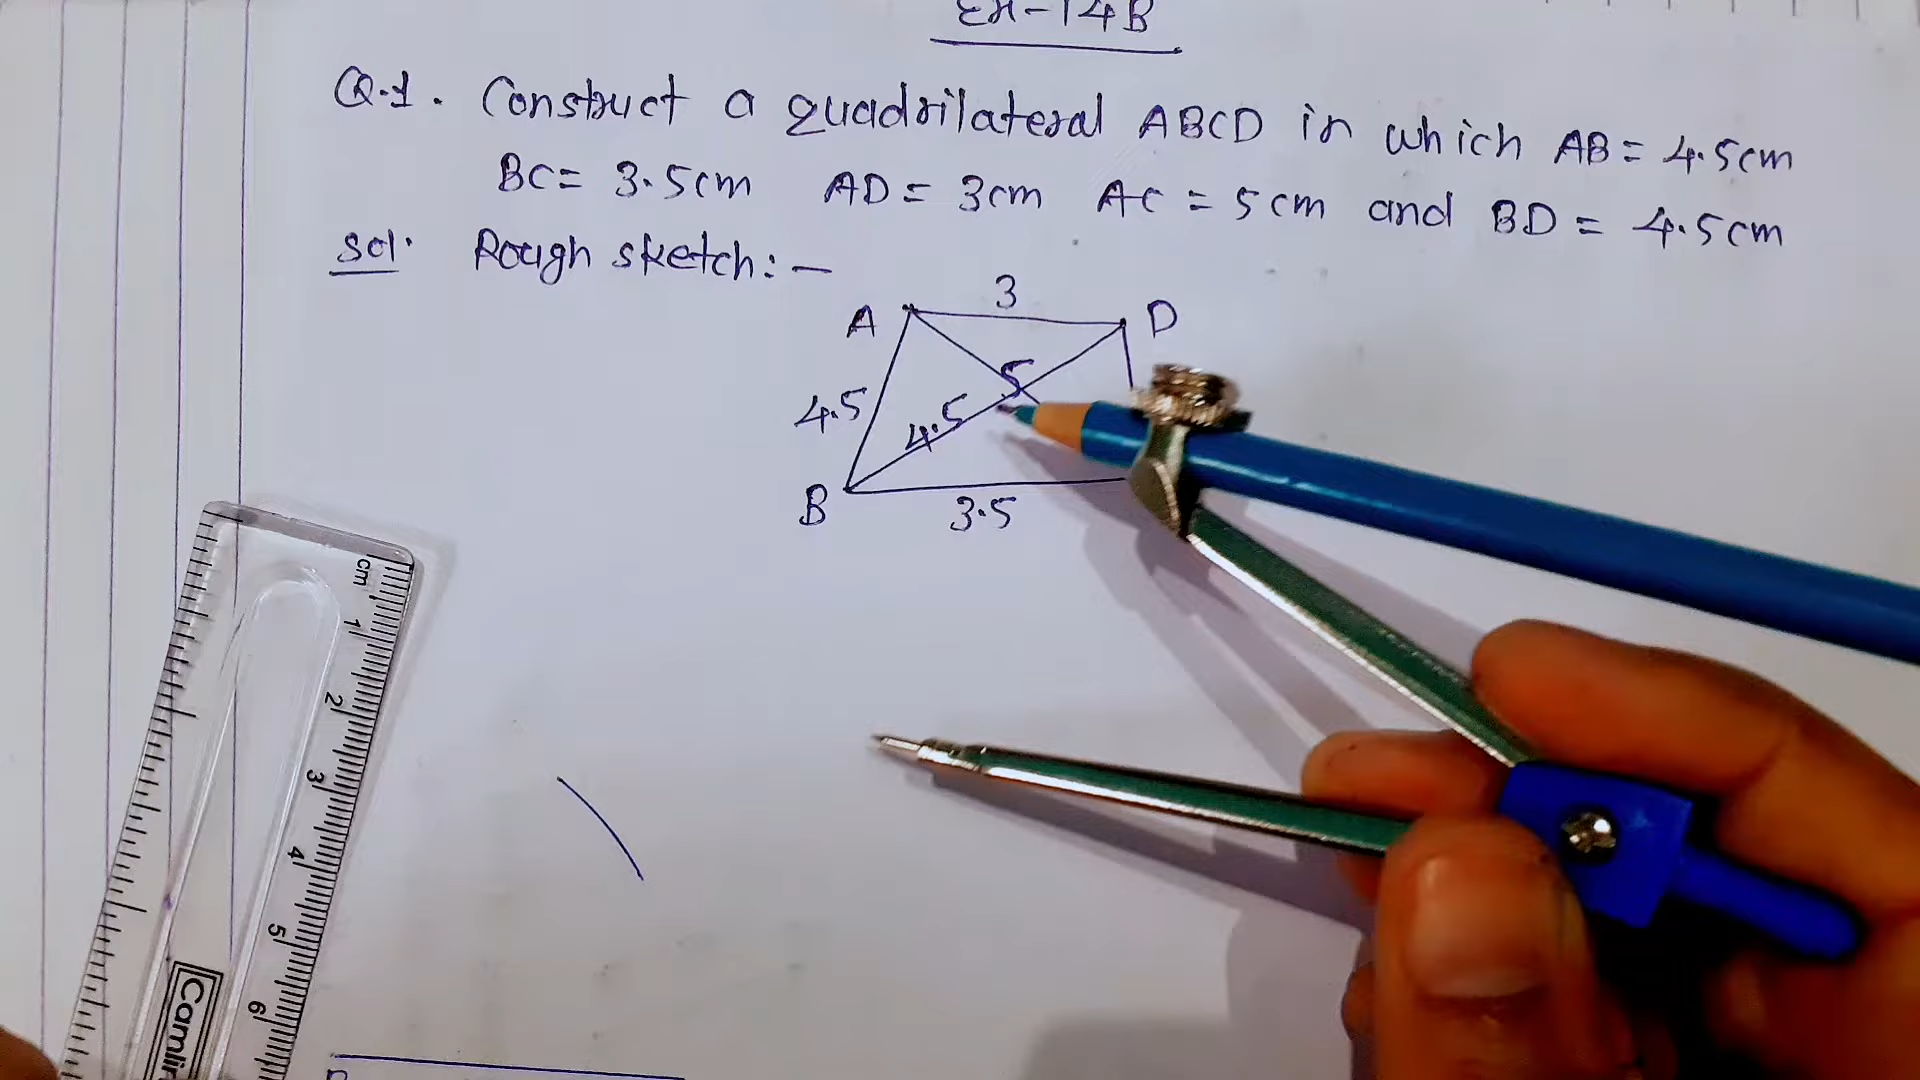 Ex-14B
Q.1. Construct a quadrilateral ABCD in which AB = 4.5cm
BC = 3.5cm AD = 3cm AC = 5cm and BD = 4.5cm
Sol. Rough sketch:-
3
A D
5
4.5 4.5
B
3.5
cm
1
2
3
4
5
6